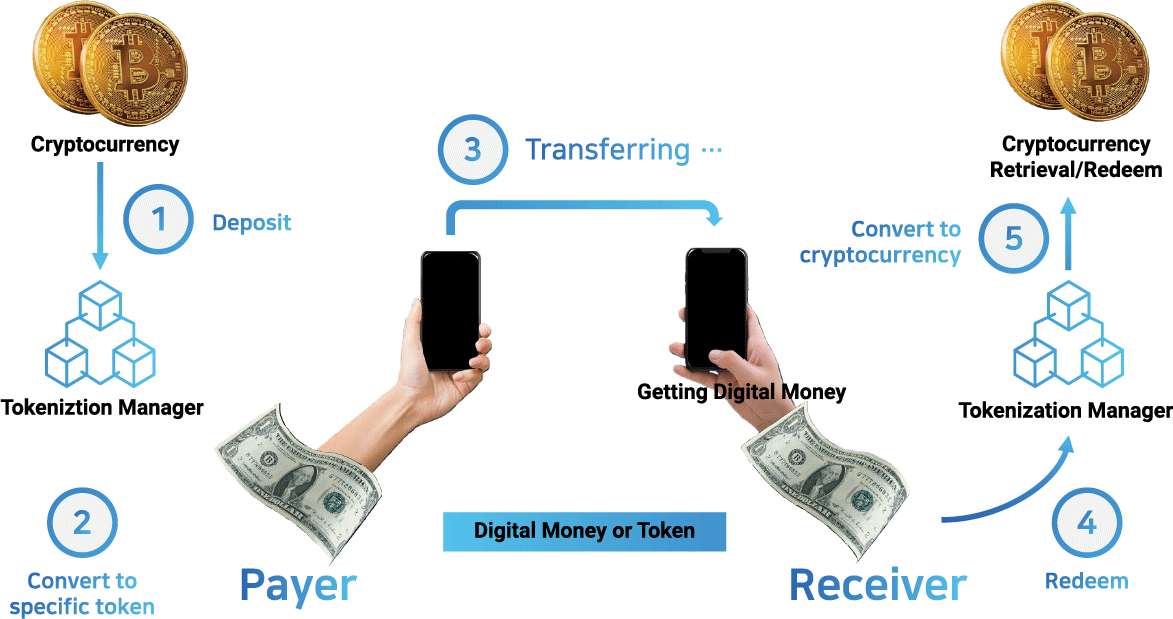 Cryptocurrency
1
Deposit
Tokeniztion Manager
2
Convert to
specific token
Payer
3
Transferring ...
Getting Digital Money
Digital Money or Token
Receiver
4
Redeem
Tokenization Manager
5
Convert to
cryptocurrency
Cryptocurrency
Retrieval/Redeem